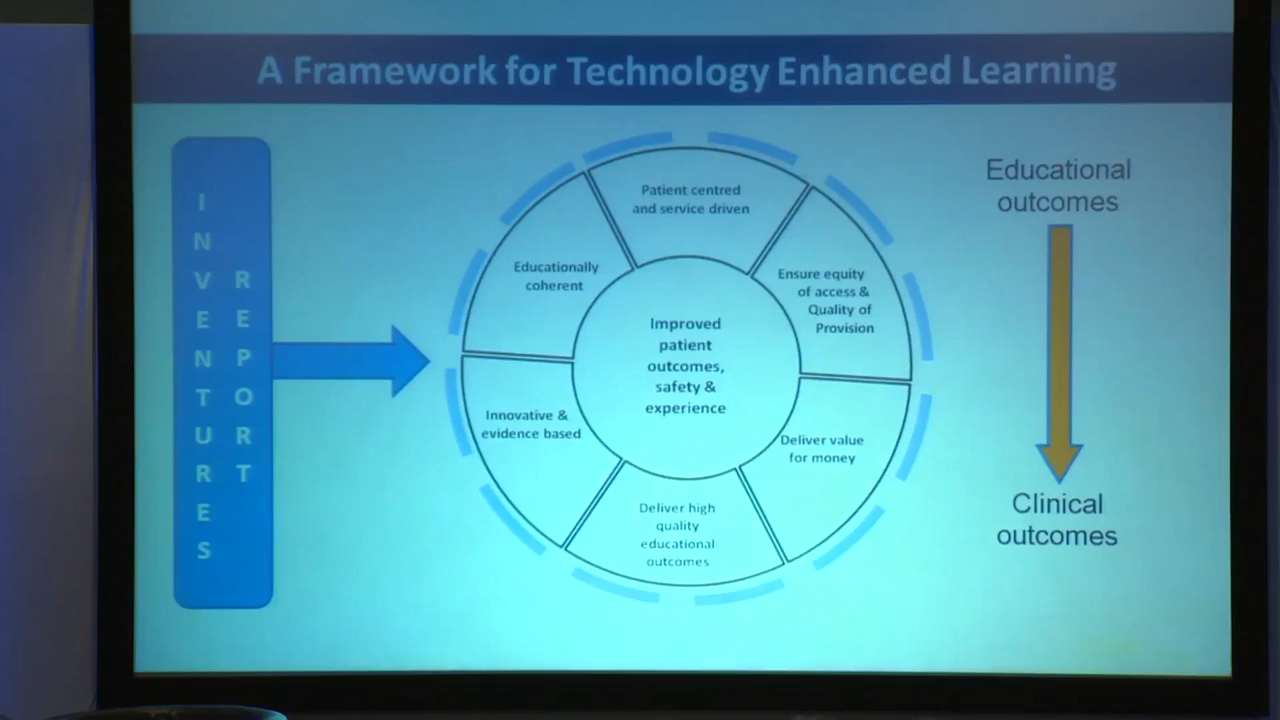 A Framework for Technology Enhanced Learning
INVENTURES
REPORT
Patient centred
and service driven
Ensure equity
of access &
Quality of
Provision
Deliver value
for money
Deliver high
quality
educational
outcomes
Innovative &
evidence based
Educationally
coherent
Improved
patient
outcomes,
safety &
experience
Educational
outcomes
Clinical
outcomes